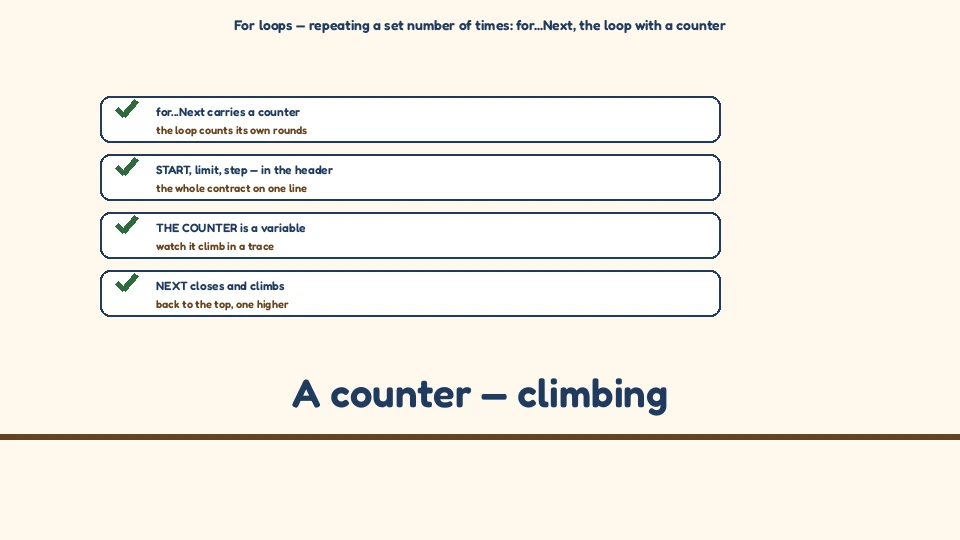 For loops — repeating a set number of times: for...Next, the loop with a counter
for...Next carries a counter
the loop counts its own rounds
START, limit, step — in the header
the whole contract on one line
THE COUNTER is a variable
watch it climb in a trace
NEXT closes and climbs
back to the top, one higher
A counter — climbing